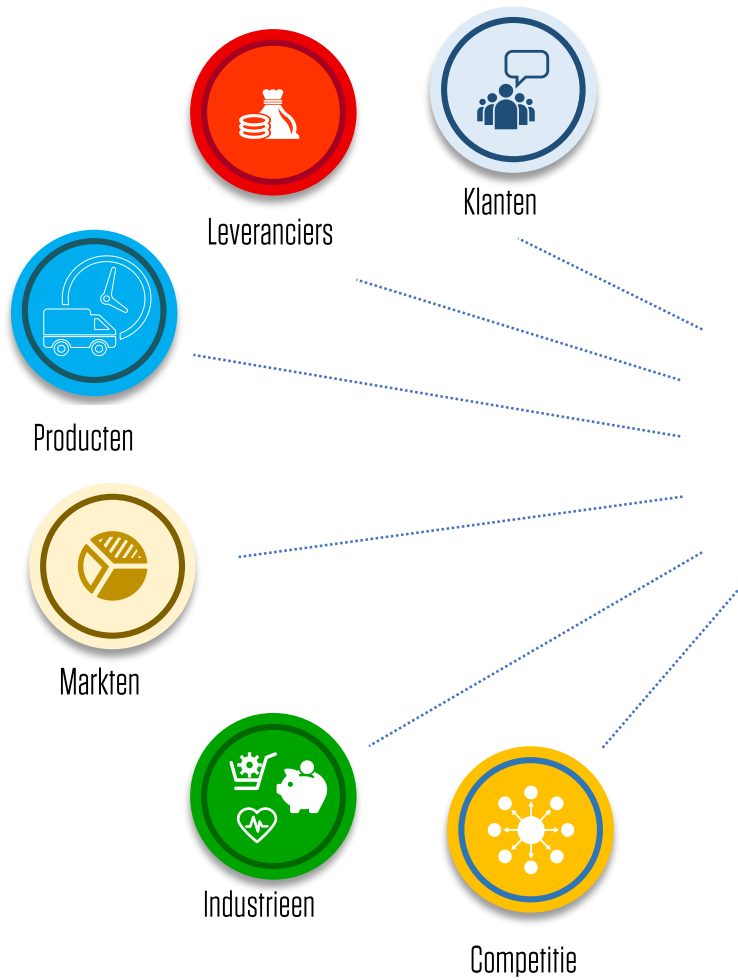 Klanten
Leveranciers
Producten
Markten
Industrieen
Competitie